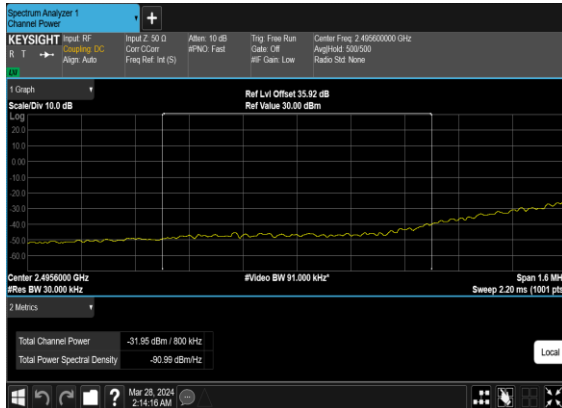 Spectrum Analyzer 1
Channel Power
+
KEYSIGHT Input: RF Input Z: 50 Ω Atten: 10 dB Trig: Free Run Center Freq: 2.495600000 GHz
R T Coupling: DC Corr CCorr #PNO: Fast Gate: Off Avg|Hold: 500/500
Align: Auto Freq Ref: Int (S) #IF Gain: Low Radio Std: None
LXI
1 Graph
Ref Lvl Offset 35.92 dB
Scale/Div 10.0 dB Ref Value 30.00 dBm
Log
20.0
10.0
0.00
-10.0
-20.0
-30.0
-40.0
-50.0
-60.0
Center 2.4956000 GHz #Video BW 91.000 kHz* Span 1.6 MH
#Res BW 30.000 kHz Sweep 2.20 ms (1001 pts
2 Metrics
Total Channel Power -31.95 dBm / 800 kHz
Total Power Spectral Density -90.99 dBm/Hz
Local
?
Mar 28, 2024
2:14:16 AM